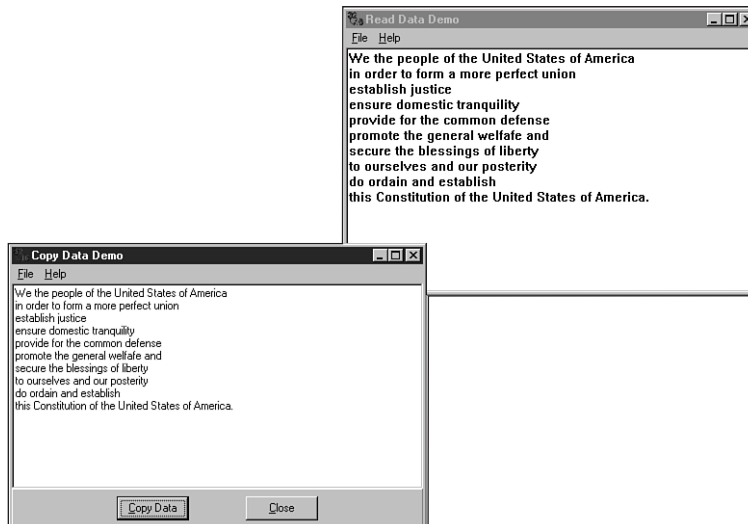 Read Data Demo
File Help
We the people of the United States of America
in order to form a more perfect union
establish justice
ensure domestic tranquility
provide for the common defense
promote the general welfafe and
secure the blessings of liberty
to ourselves and our posterity
do ordain and establish
this Constitution of the United States of America.
Copy Data Demo
File Help
We the people of the United States of America
in order to form a more perfect union
establish justice
ensure domestic tranquility
provide for the common defense
promote the general welfafe and
secure the blessings of liberty
to ourselves and our posterity
do ordain and establish
this Constitution of the United States of America.
Copy Data Close